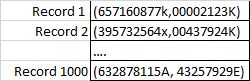 Record 1 (657160877k,00002123K)
Record 2 (395732564x,00437924K)
....
Record 1000 (632878115A, 43257929E)